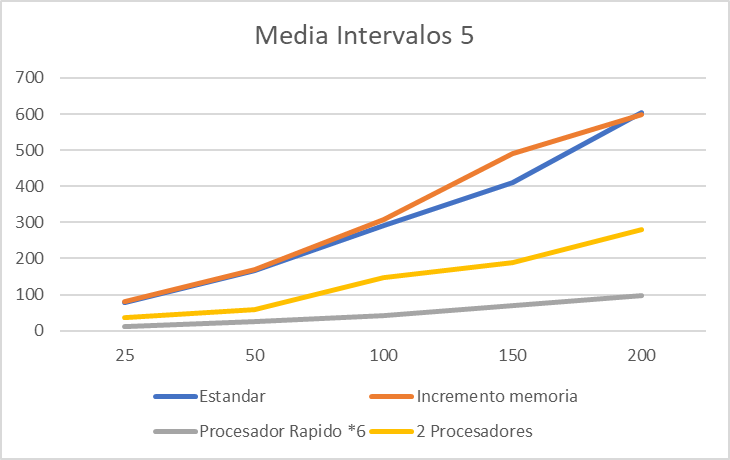 Media Intervalos 5
700
600
500
400
300
200
100
0
25 50 100 150 200
Estandar Incremento memoria
Procesador Rapido *6 2 Procesadores